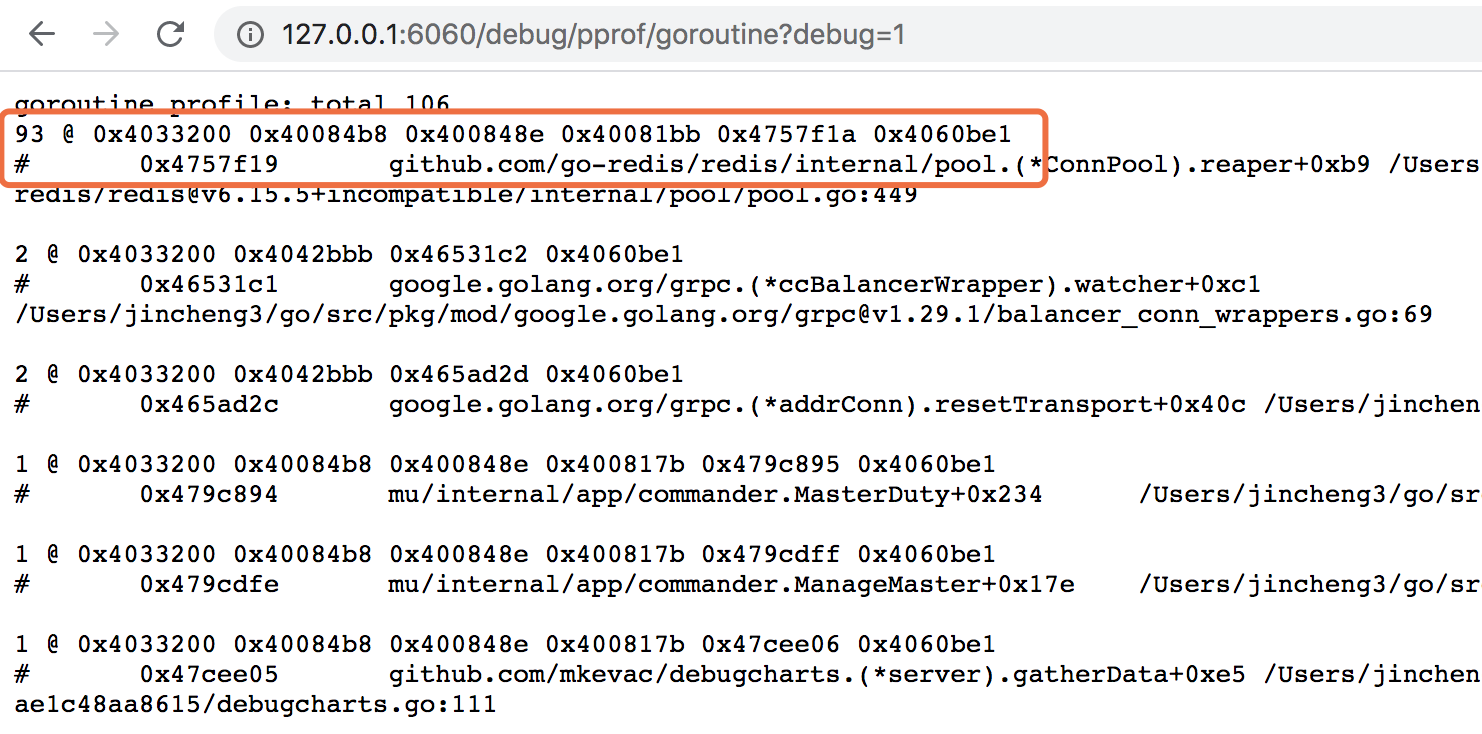 127.0.0.1:6060/debug/pprof/goroutine?debug=1
goroutine profile: total 106
93 @ 0x4033200 0x40084b8 0x400848e 0x40081bb 0x4757f1a 0x4060be1
# 0x4757f19 github.com/go-redis/redis/internal/pool.(*ConnPool).reaper+0xb9 /Users
redis/redis@v6.15.5+incompatible/internal/pool/pool.go:449
2 @ 0x4033200 0x4042bbb 0x46531c2 0x4060be1
# 0x46531c1 google.golang.org/grpc.(*ccBalancerWrapper).watcher+0xc1
/Users/jincheng3/go/src/pkg/mod/google.golang.org/grpc@v1.29.1/balancer_conn_wrappers.go:69
2 @ 0x4033200 0x4042bbb 0x465ad2d 0x4060be1
# 0x465ad2c google.golang.org/grpc.(*addrConn).resetTransport+0x40c /Users/jinchen
1 @ 0x4033200 0x40084b8 0x400848e 0x400817b 0x479c895 0x4060be1
# 0x479c894 mu/internal/app/commander.MasterDuty+0x234 /Users/jincheng3/go/sr
1 @ 0x4033200 0x40084b8 0x400848e 0x400817b 0x479cdff 0x4060be1
# 0x479cdfe mu/internal/app/commander.ManageMaster+0x17e /Users/jincheng3/go/sr
1 @ 0x4033200 0x40084b8 0x400848e 0x400817b 0x47cee06 0x4060be1
# 0x47cee05 github.com/mkevac/debugcharts.(*server).gatherData+0xe5 /Users/jinchen
ae1c48aa8615/debugcharts.go:111